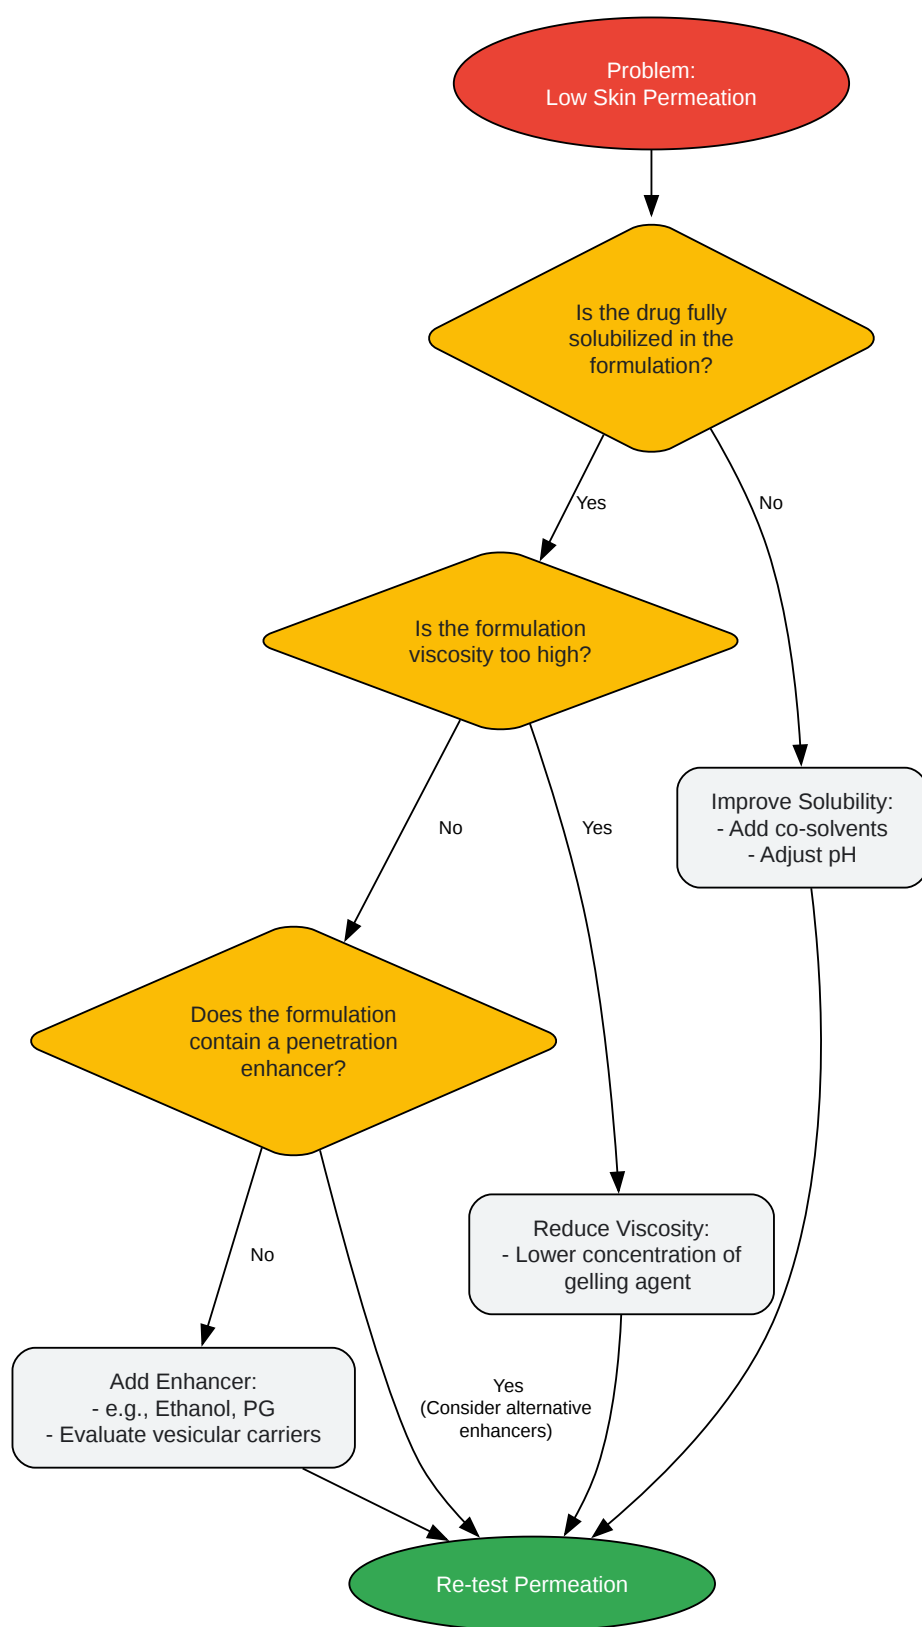 Problem:
Low Skin Permeation
Is the drug fully
solubilized in the
formulation?
Yes
No
Is the formulation
viscosity too high?
No
Yes
Improve Solubility:
- Add co-solvents
- Adjust pH
Does the formulation
contain a penetration
enhancer?
No
Reduce Viscosity:
- Lower concentration of
gelling agent
Add Enhancer:
- e.g., Ethanol, PG
- Evaluate vesicular carriers
Yes
(Consider alternative
enhancers)
Re-test Permeation